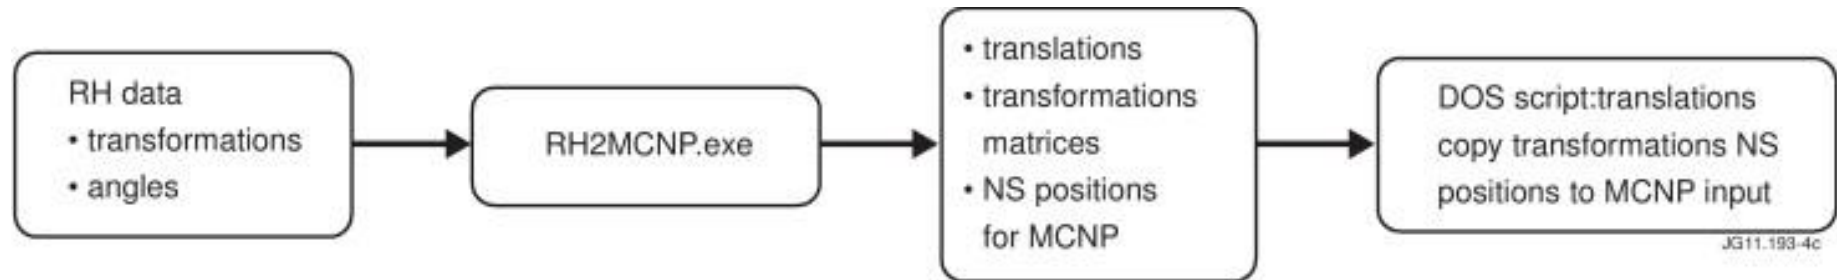 RH data
• transformations
• angles
RH2MCNP.exe
• translations
• transformations
matrices
• NS positions
for MCNP
DOS script:translations
copy transformations NS
positions to MCNP input
JG11.193-4c